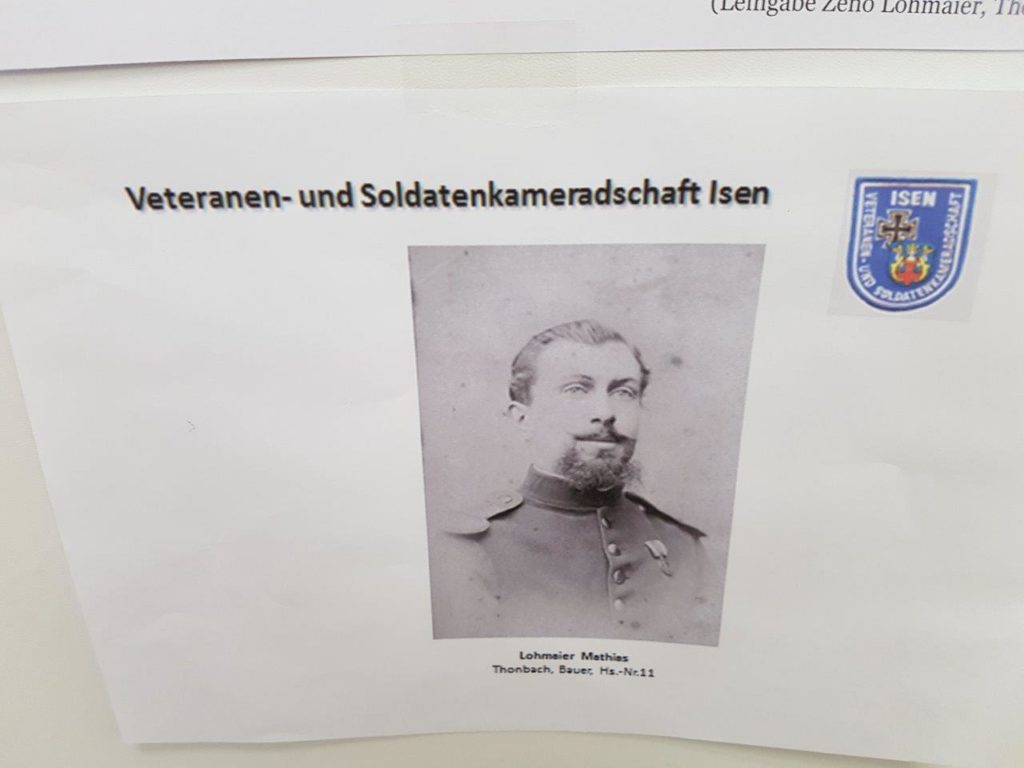 (Leihgabe Zeno Lohmaier,
Veteranen- und Soldatenkameradschaft Isen
ISEN
VETERANEN- UND SOLDATENKAMERADSCHAFT
Lohmaier Mathias
Thonbach, Bauer, Hs.-Nr.11